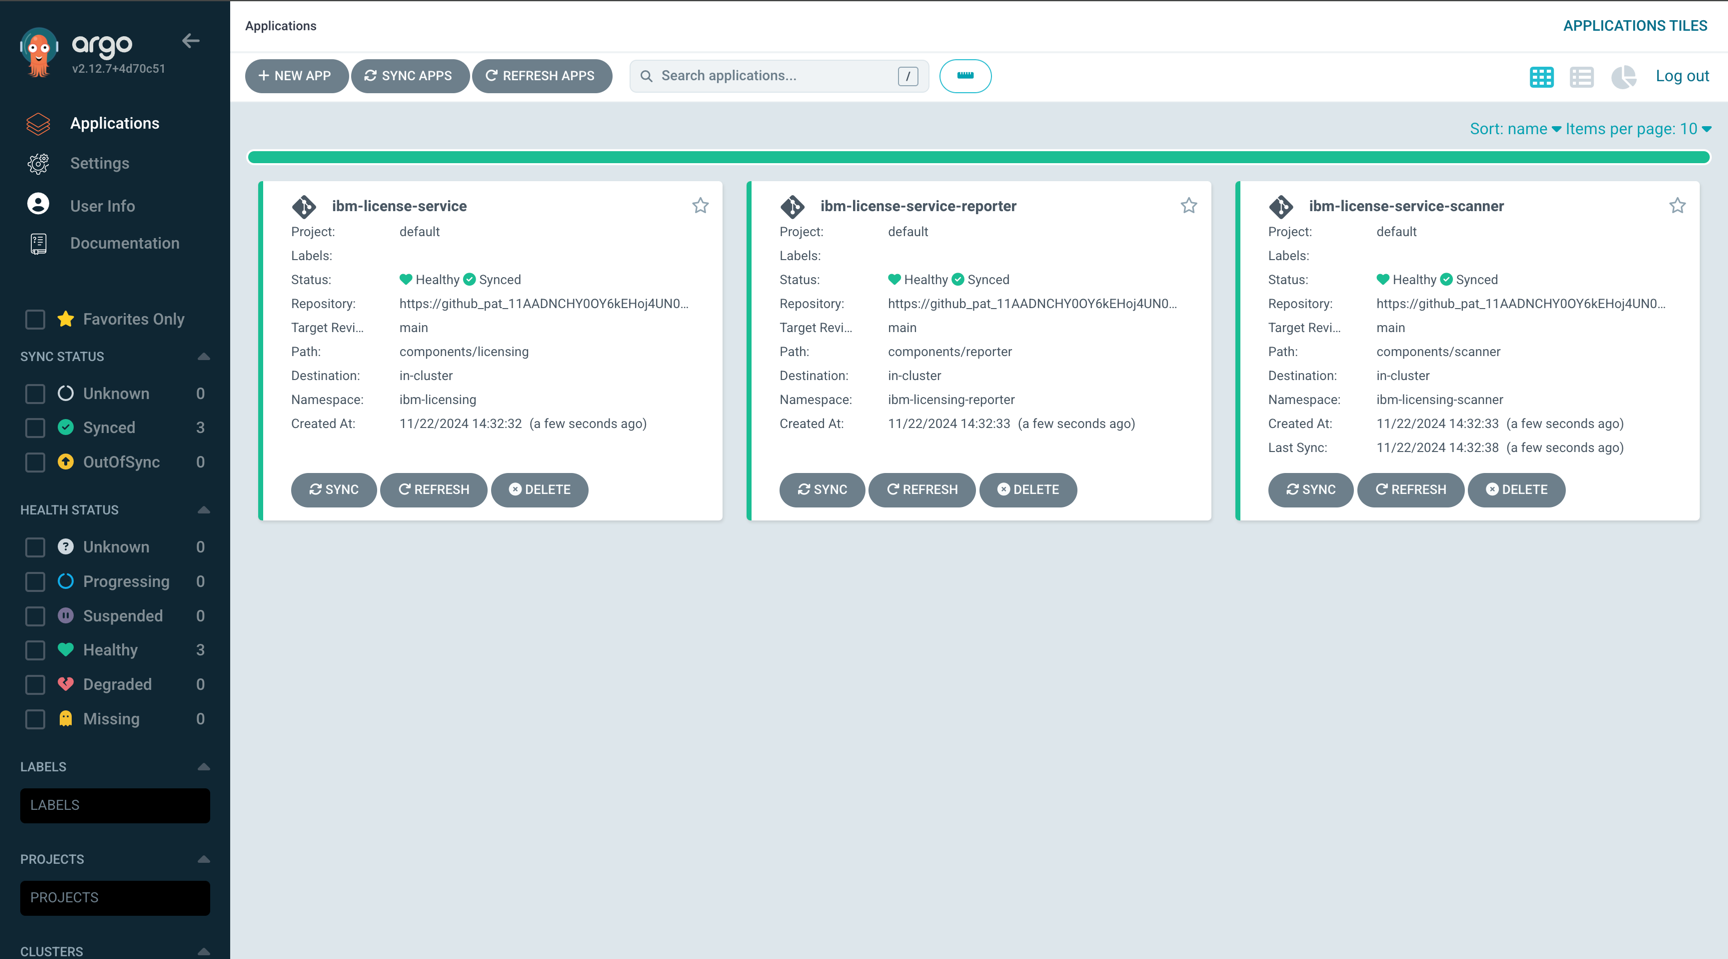 argo
v2.12.7+4d70c51
Applications
Settings
User Info
Documentation
Favorites Only
SYNC STATUS
Unknown 0
Synced 3
OutOfSync 0
HEALTH STATUS
Unknown 0
Progressing 0
Suspended 0
Healthy 3
Degraded 0
Missing 0
LABELS
LABELS
PROJECTS
PROJECTS
CLUSTERS
Applications
APPLICATIONS TILES
+ NEW APP SYNC APPS REFRESH APPS Search applications... / Log out
Sort: name Items per page: 10
ibm-license-service
Project: default
Labels:
Status: Healthy Synced
Repository: https://github_pat_11AADNCHY0OY6kEHoj4UN0...
Target Revi... main
Path: components/licensing
Destination: in-cluster
Namespace: ibm-licensing
Created At: 11/22/2024 14:32:32 (a few seconds ago)
SYNC REFRESH DELETE
ibm-license-service-reporter
Project: default
Labels:
Status: Healthy Synced
Repository: https://github_pat_11AADNCHY0OY6kEHoj4UN0...
Target Revi... main
Path: components/reporter
Destination: in-cluster
Namespace: ibm-licensing-reporter
Created At: 11/22/2024 14:32:33 (a few seconds ago)
SYNC REFRESH DELETE
ibm-license-service-scanner
Project: default
Labels:
Status: Healthy Synced
Repository: https://github_pat_11AADNCHY0OY6kEHoj4UN0...
Target Revi... main
Path: components/scanner
Destination: in-cluster
Namespace: ibm-licensing-scanner
Created At: 11/22/2024 14:32:33 (a few seconds ago)
Last Sync: 11/22/2024 14:32:38 (a few seconds ago)
SYNC REFRESH DELETE